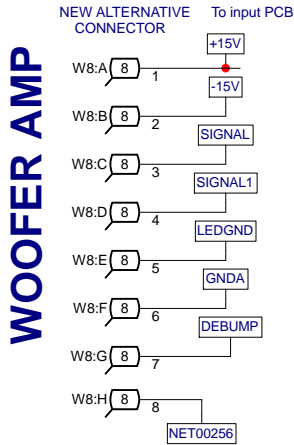 NEW ALTERNATIVE
CONNECTOR
To input PCB
WOOFER AMP
+15V
W8:A 8 1
-15V
W8:B 8 2
SIGNAL
W8:C 8 3
SIGNAL1
W8:D 8 4
LEDGND
W8:E 8 5
GNDA
W8:F 8 6
DEBUMP
W8:G 8 7
W8:H 8 8
NET00256